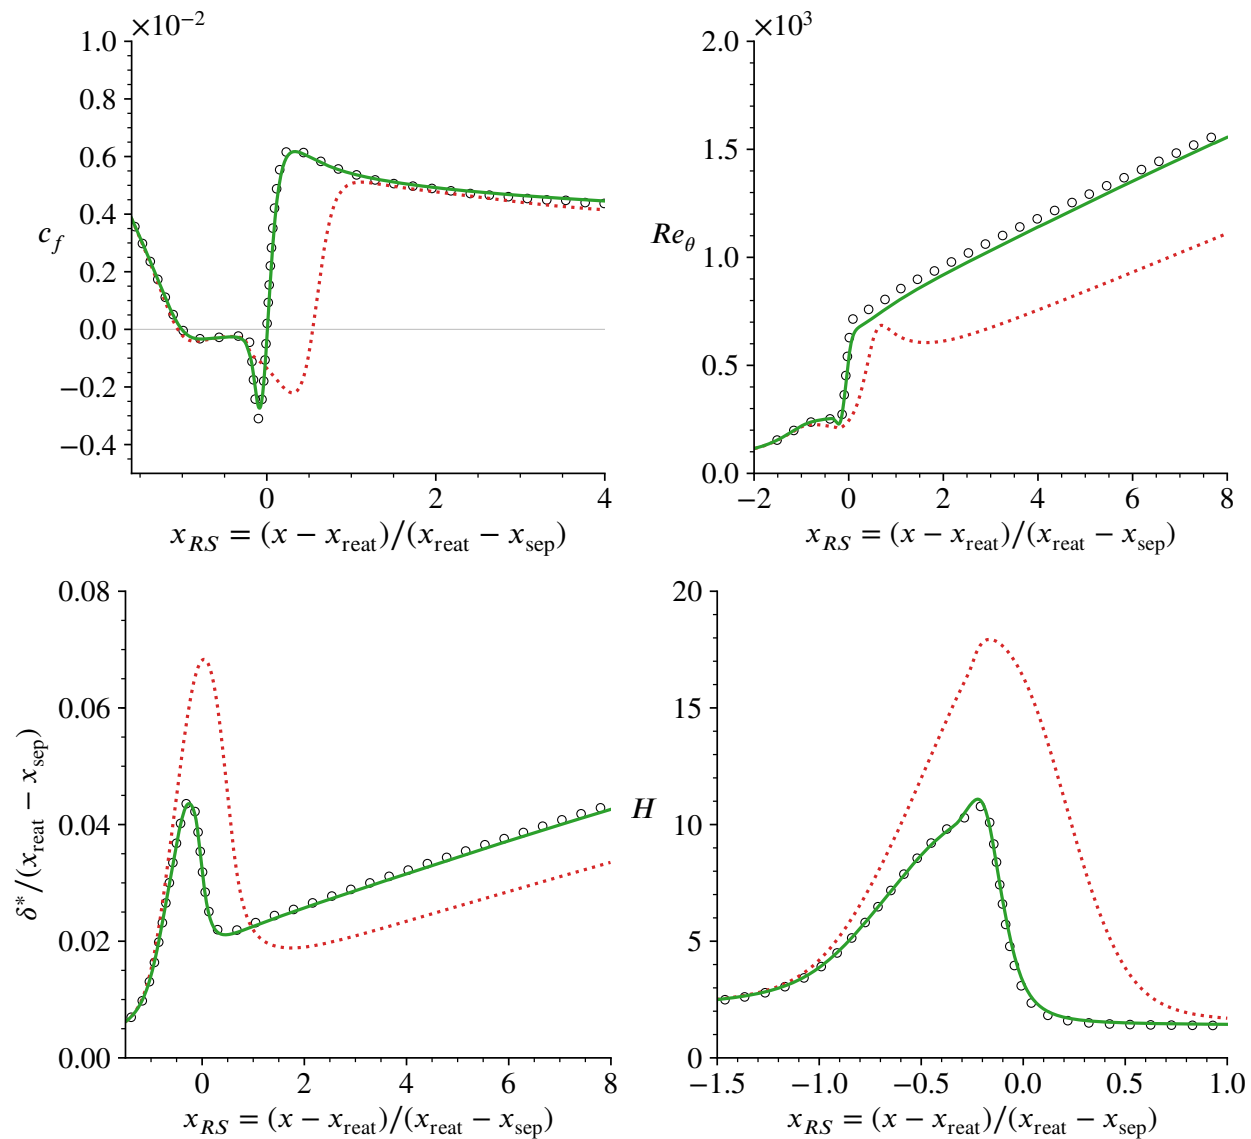 ×10⁻²
1.0
0.8
0.6
0.4
0.2
0.0
−0.2
−0.4
c_f
0 2 4
x_RS = (x − x_reat)/(x_reat − x_sep)
×10³
2.0
1.5
1.0
0.5
0.0
Re_θ
−2 0 2 4 6 8
x_RS = (x − x_reat)/(x_reat − x_sep)
0.08
0.06
0.04
0.02
0.00
δ*/(x_reat − x_sep)
0 2 4 6 8
x_RS = (x − x_reat)/(x_reat − x_sep)
20
15
10
5
0
H
−1.5 −1.0 −0.5 0.0 0.5 1.0
x_RS = (x − x_reat)/(x_reat − x_sep)